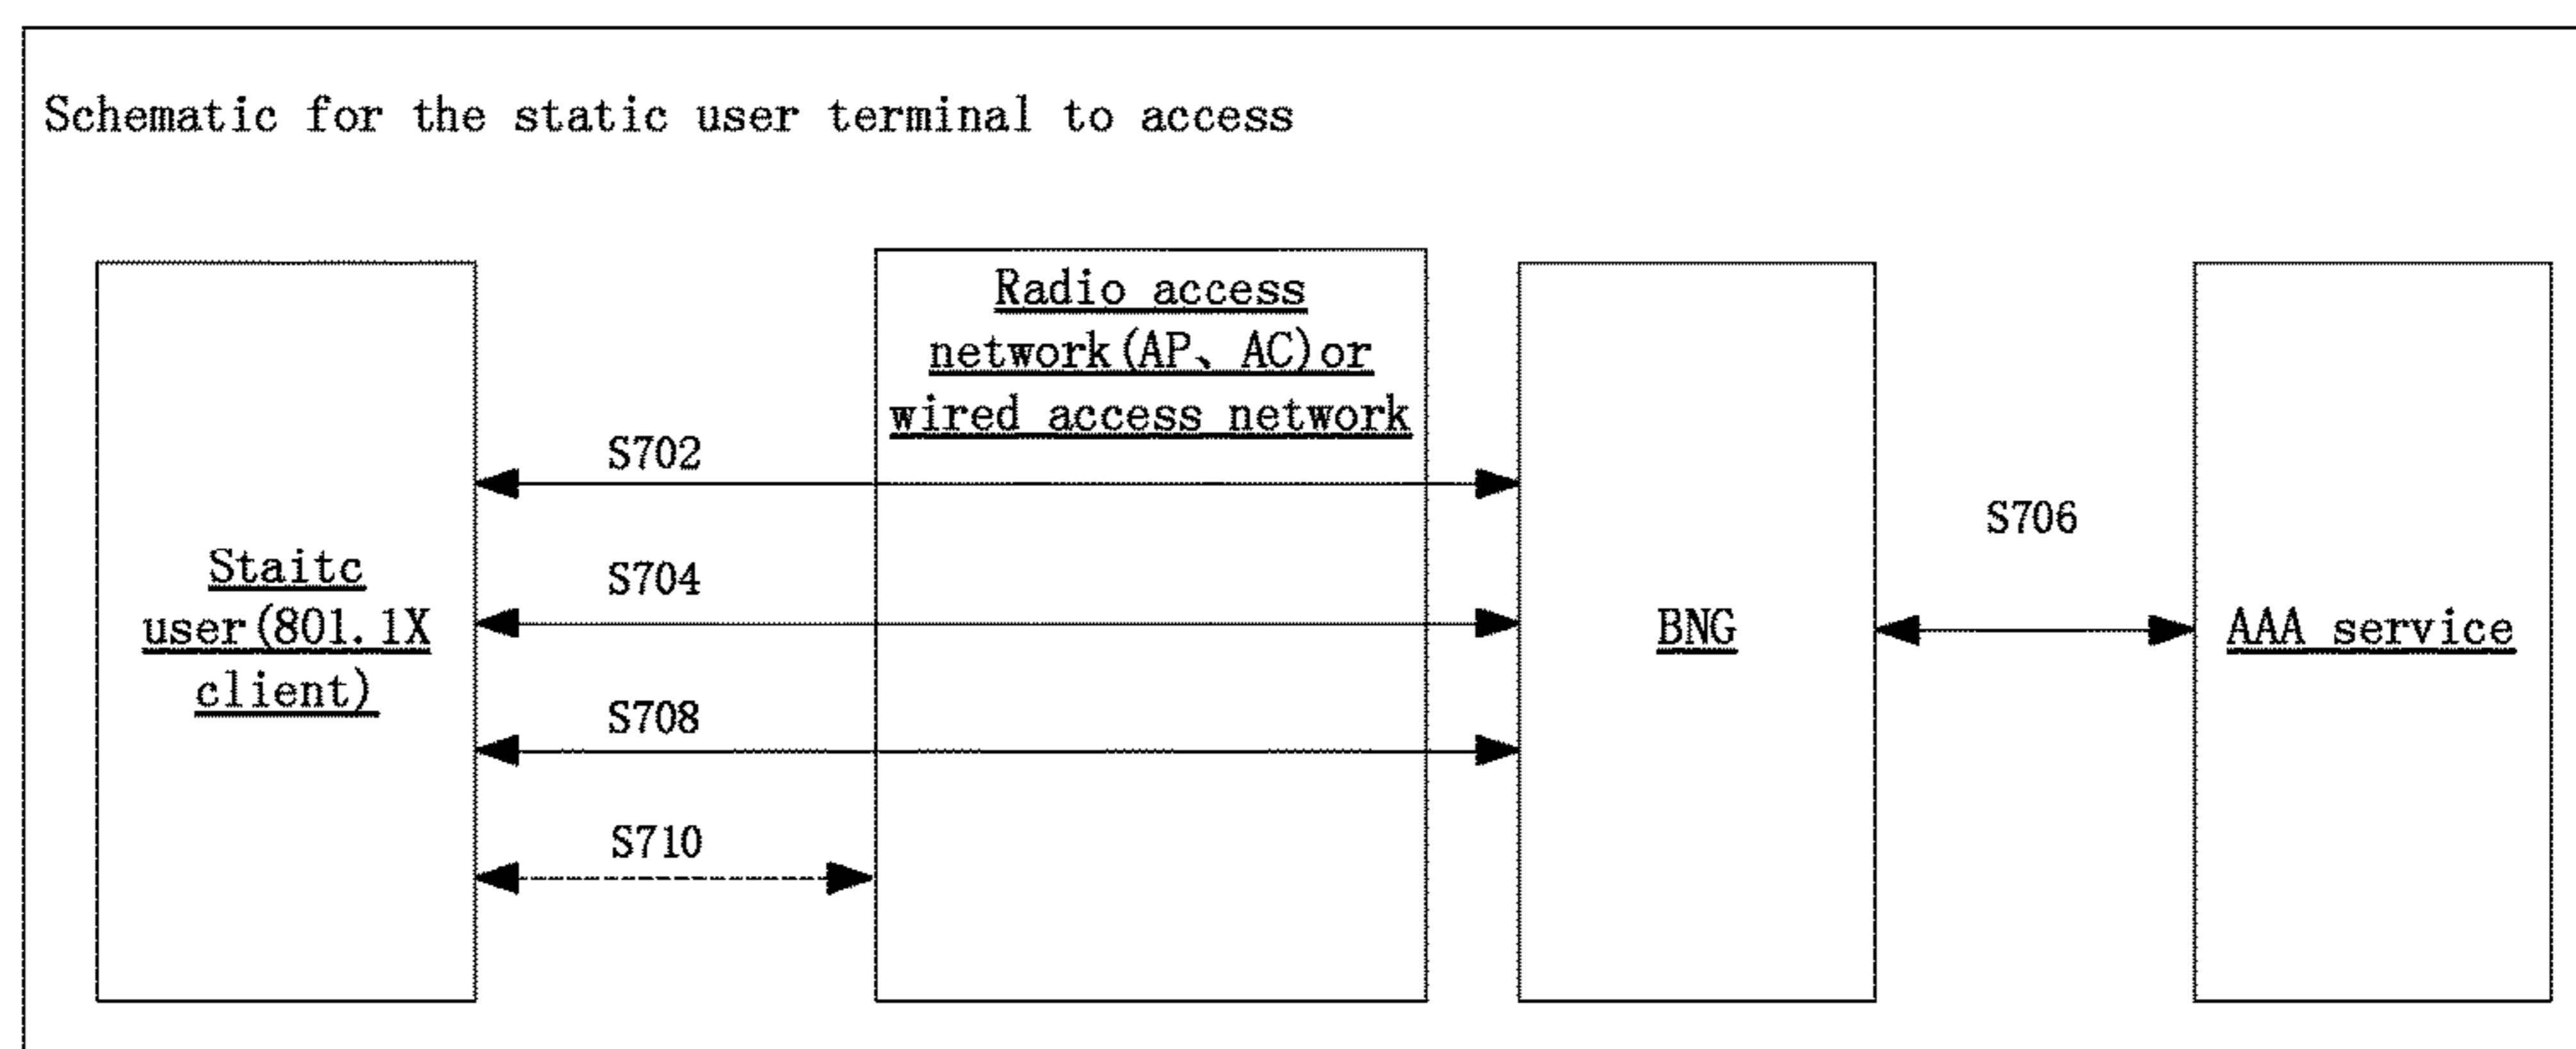 Schematic for the static user terminal to access
Radio access
network(AP、AC)or
wired access network
S702
S706
Staitc
user(801.1X
client)
S704
BNG
AAA service
S708
S710